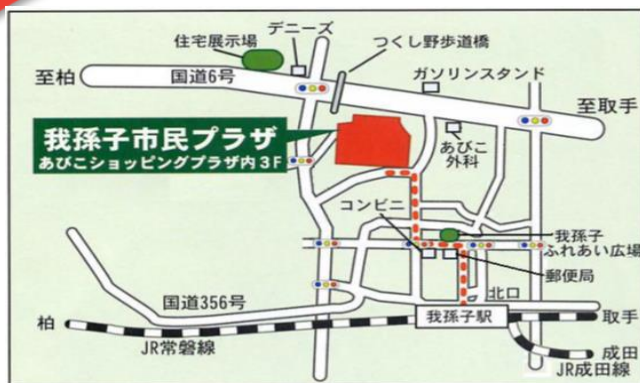 デニーズ
住宅展示場
つくし野歩道橋
至柏
国道6号
ガソリンスタンド
至取手
我孫子市民プラザ
あびこショッピングプラザ内3F
あびこ
外科
コンビニ
我孫子
ふれあい広場
郵便局
国道356号
北口
柏
我孫子駅
取手
JR常磐線
成田
JR成田線